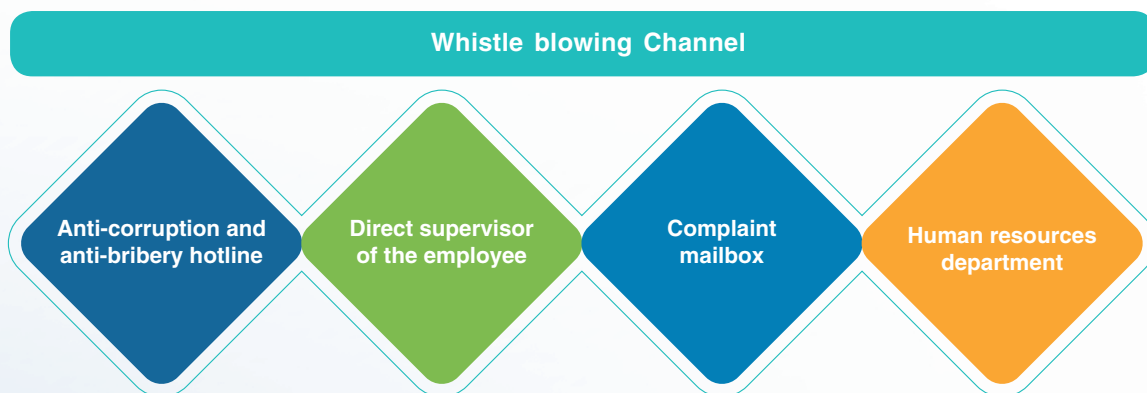 Whistle blowing Channel
Anti-corruption and
anti-bribery hotline
Direct supervisor
of the employee
Complaint
mailbox
Human resources
department